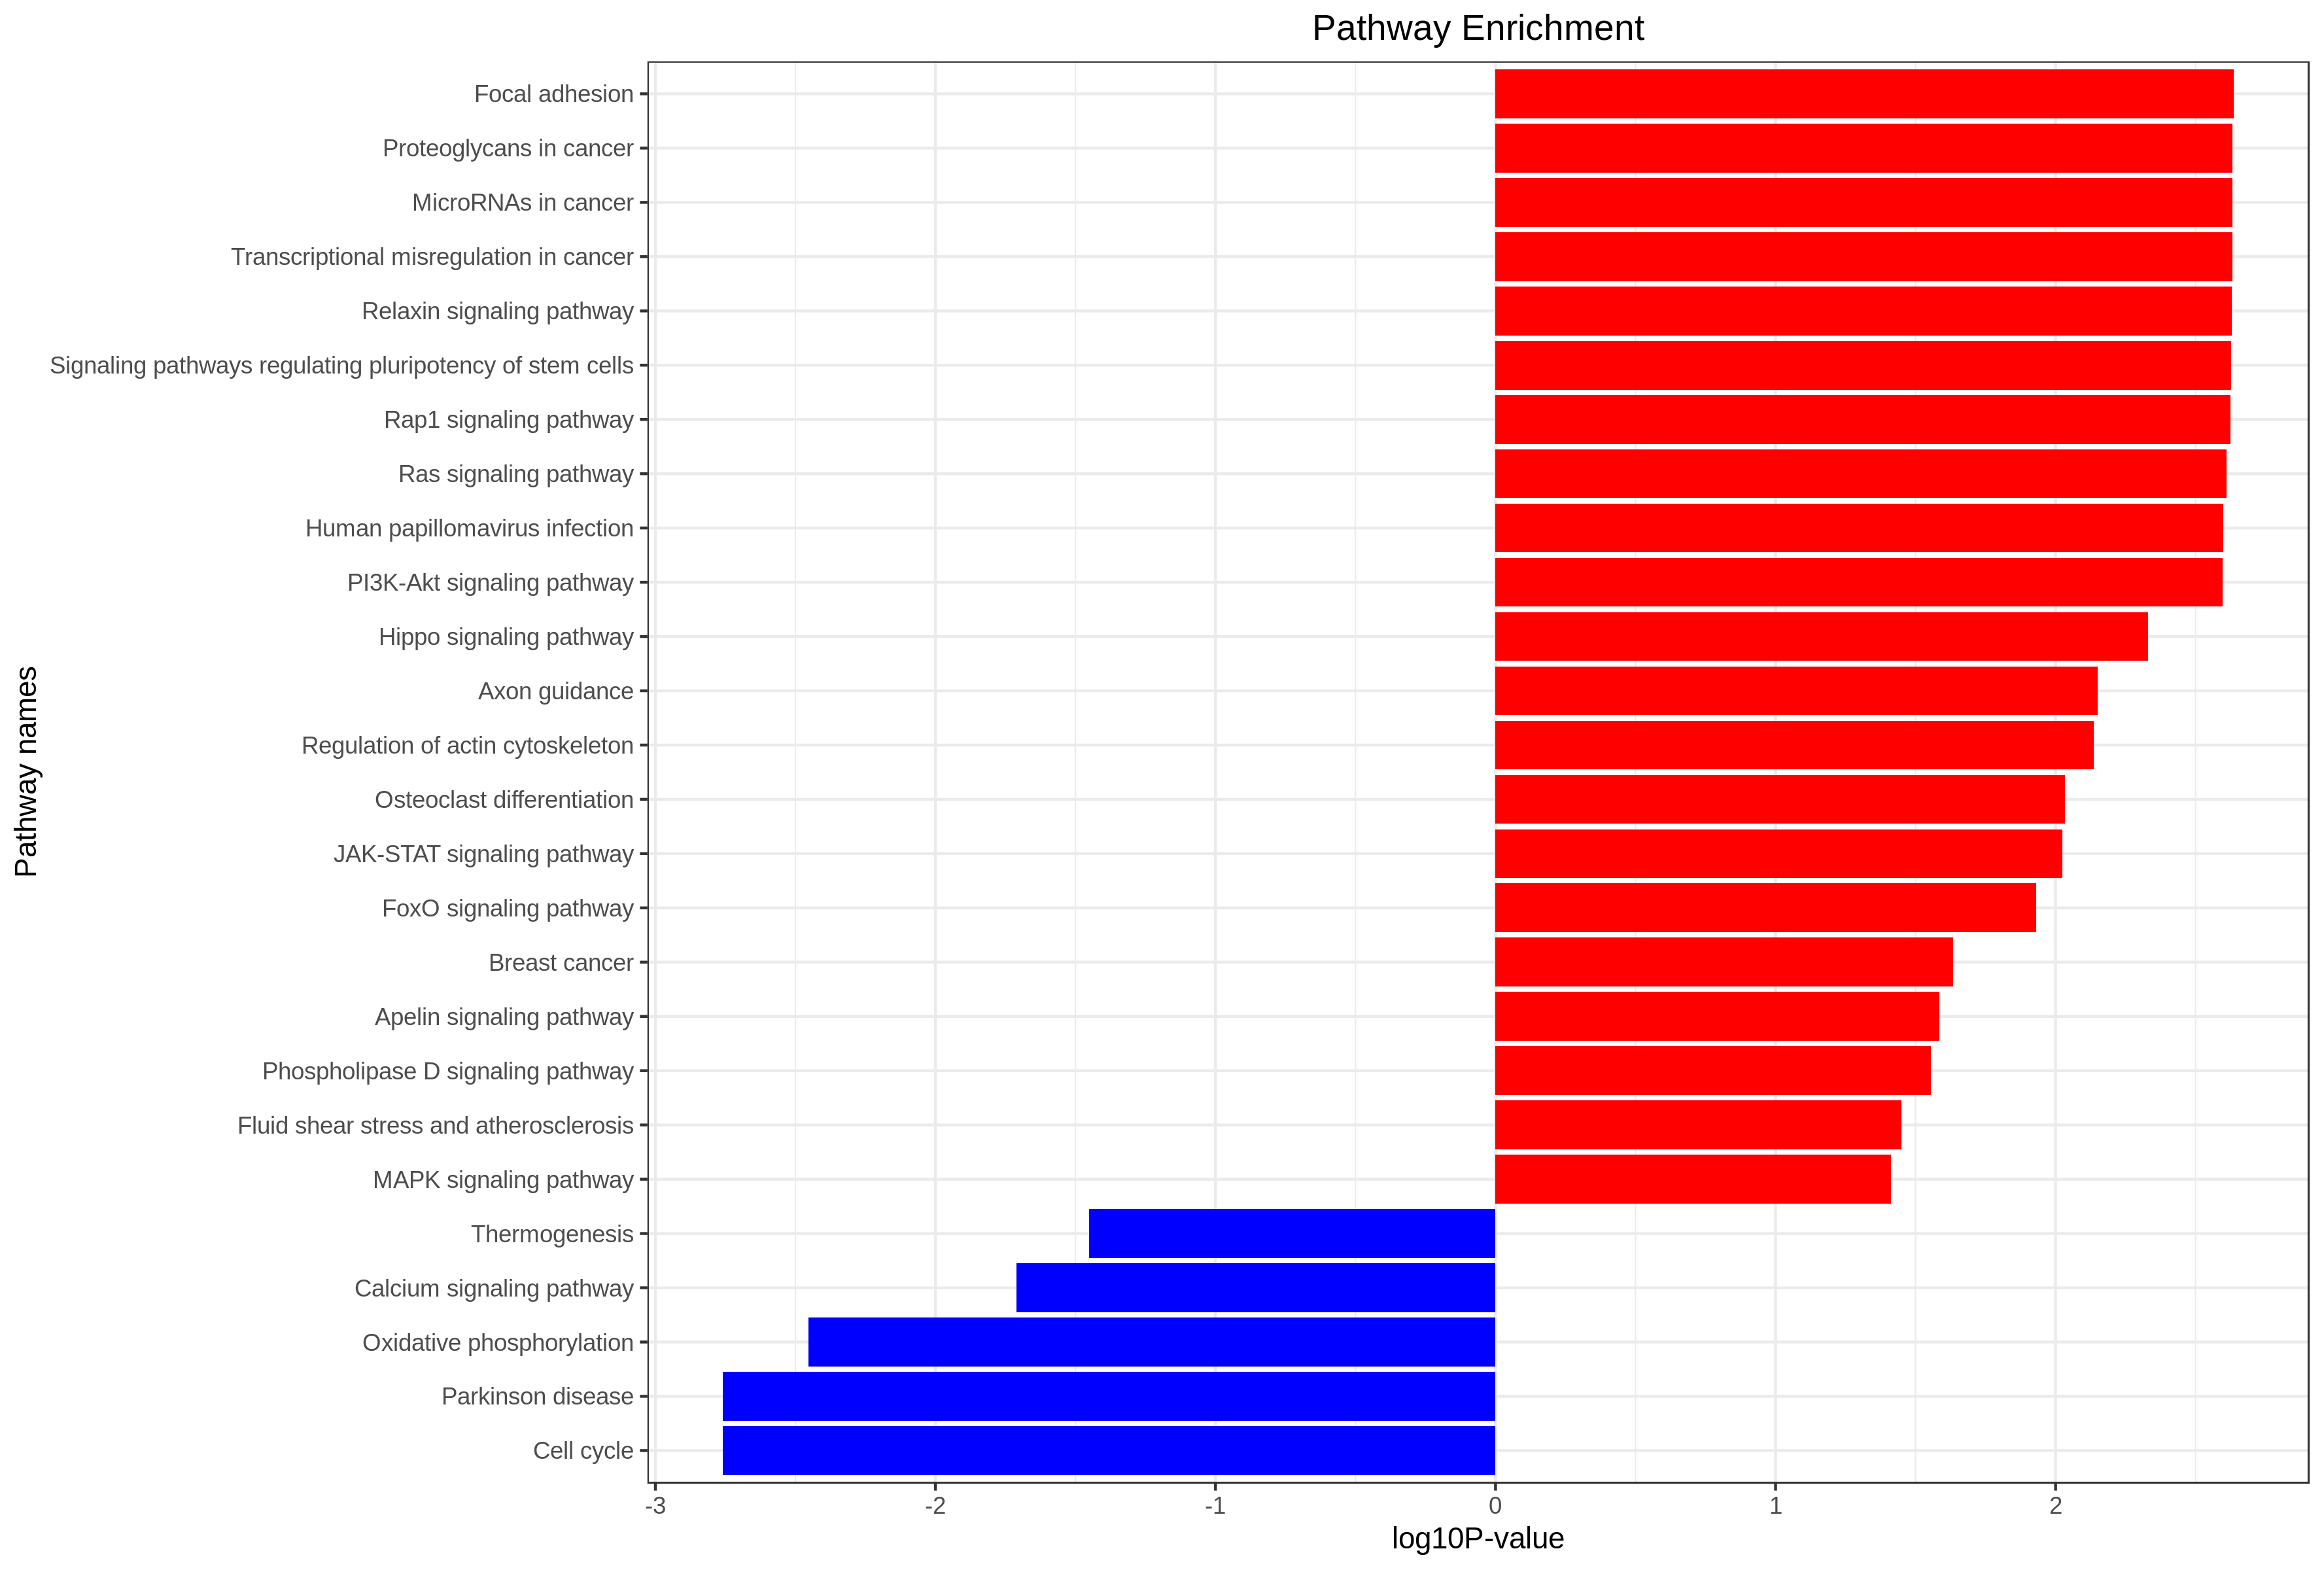 Pathway Enrichment
Focal adhesion
Proteoglycans in cancer
MicroRNAs in cancer
Transcriptional misregulation in cancer
Relaxin signaling pathway
Signaling pathways regulating pluripotency of stem cells
Rap1 signaling pathway
Ras signaling pathway
Human papillomavirus infection
PI3K-Akt signaling pathway
Hippo signaling pathway
Axon guidance
Regulation of actin cytoskeleton
Osteoclast differentiation
JAK-STAT signaling pathway
FoxO signaling pathway
Breast cancer
Apelin signaling pathway
Phospholipase D signaling pathway
Fluid shear stress and atherosclerosis
MAPK signaling pathway
Thermogenesis
Calcium signaling pathway
Oxidative phosphorylation
Parkinson disease
Cell cycle
Pathway names
-3 -2 -1 0 1 2
log10P-value